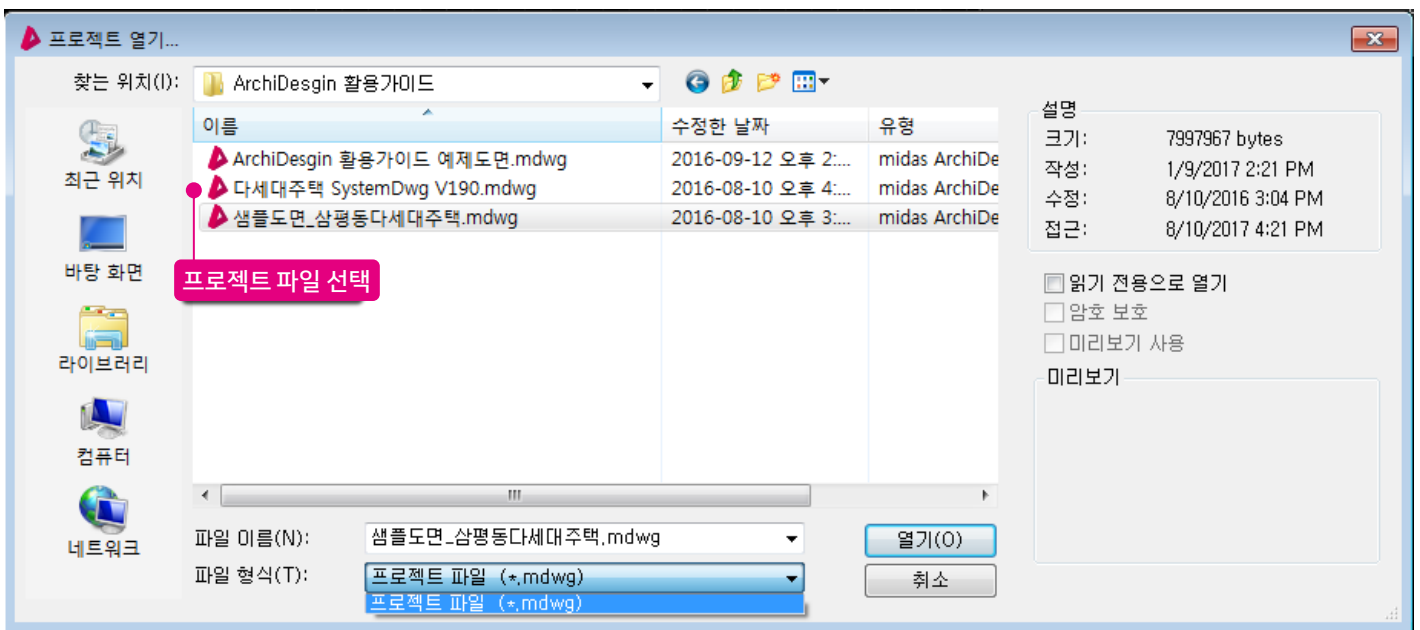 프로젝트 열기...
찾는 위치(I):
ArchiDesgin 활용가이드
최근 위치
바탕 화면
라이브러리
컴퓨터
네트워크
이름 수정한 날짜 유형
ArchiDesgin 활용가이드 예제도면.mdwg 2016-09-12 오후 2:... midas ArchiDe
다세대주택 SystemDwg V190.mdwg 2016-08-10 오후 4:... midas ArchiDe
샘플도면_삼평동다세대주택.mdwg 2016-08-10 오후 3:... midas ArchiDe
프로젝트 파일 선택
파일 이름(N): 샘플도면_삼평동다세대주택.mdwg 열기(O)
파일 형식(T): 프로젝트 파일 (*.mdwg) 취소
프로젝트 파일 (*.mdwg)
설명
크기: 7997967 bytes
작성: 1/9/2017 2:21 PM
수정: 8/10/2016 3:04 PM
접근: 8/10/2017 4:21 PM
읽기 전용으로 열기
암호 보호
미리보기 사용
미리보기